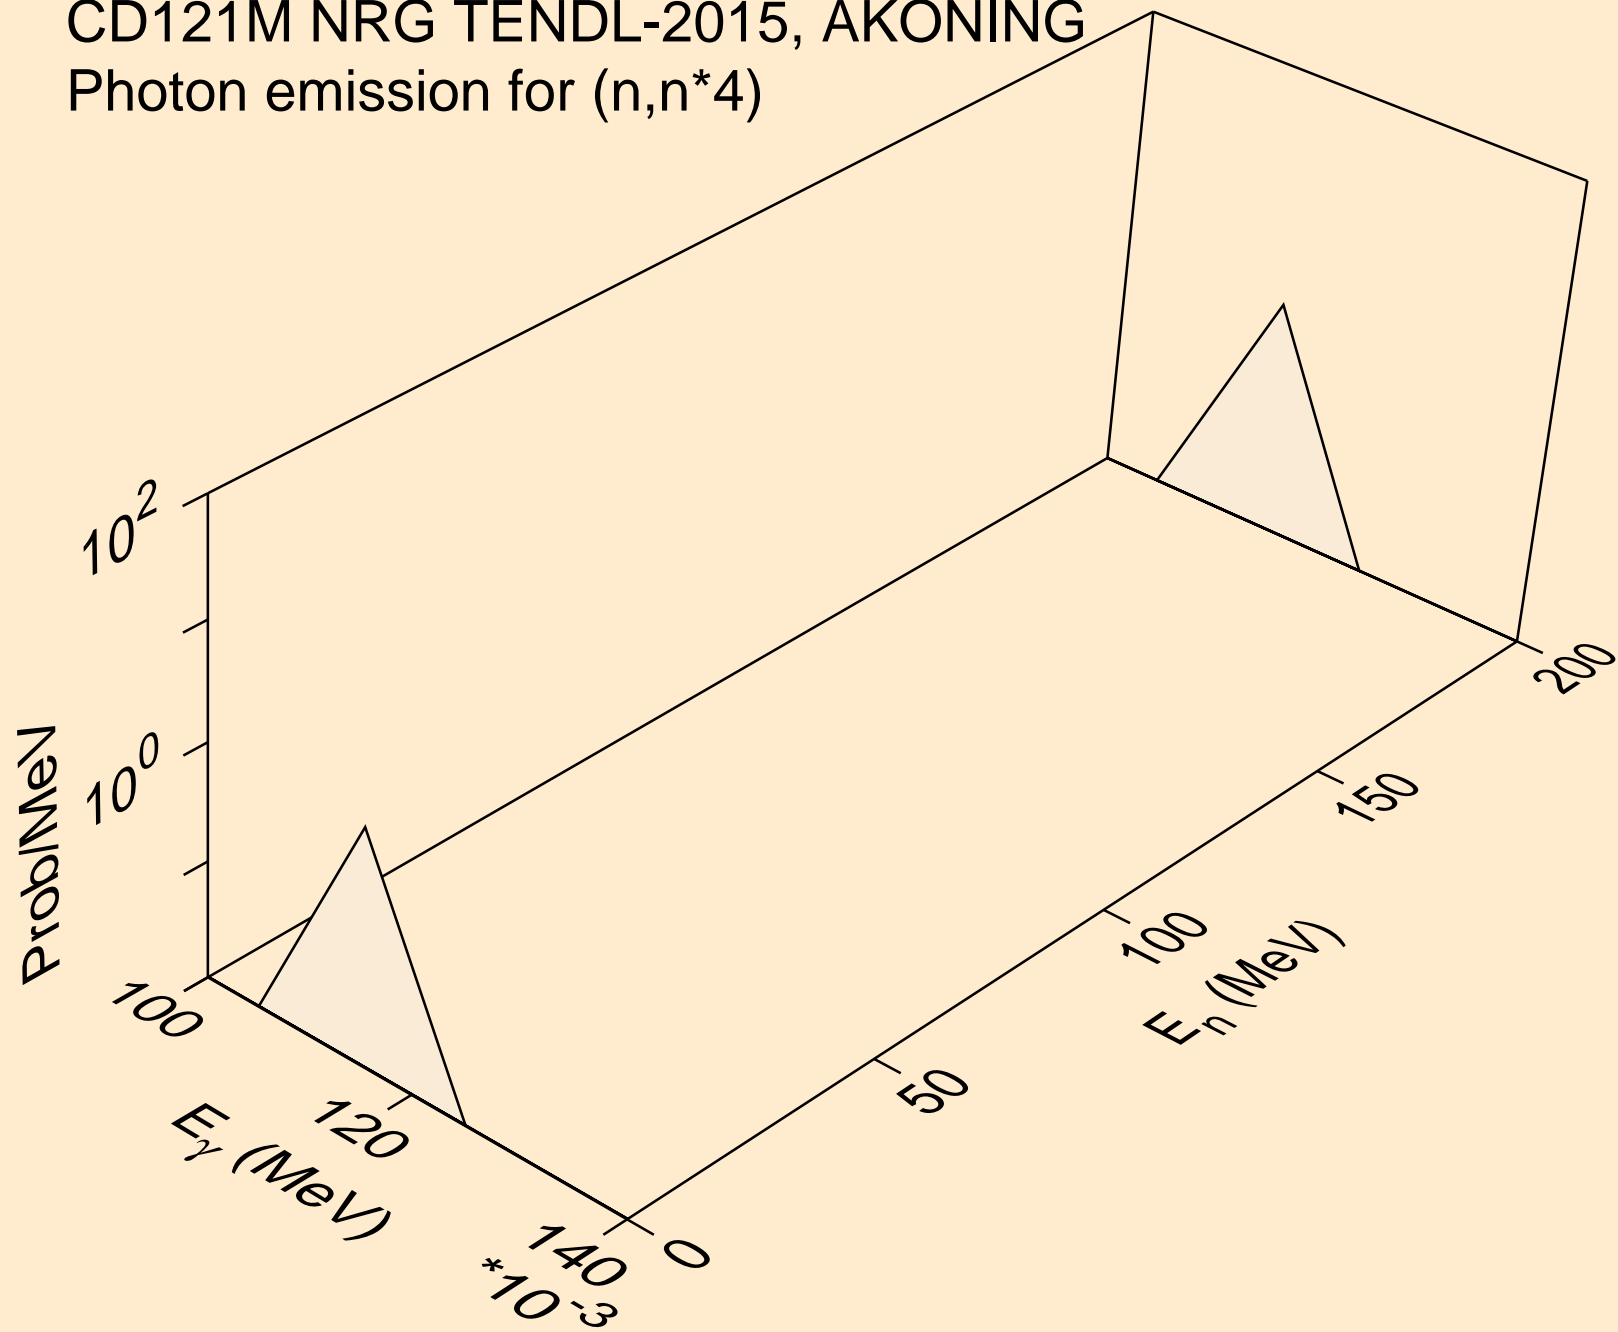 CD121M NRG TENDL-2015, AKONING
Photon emission for (n,n*4)
10²
10⁰
Prob/MeV
100
120
140
*10⁻³
Eᵧ (MeV)
0
50
100
150
200
Eₙ (MeV)